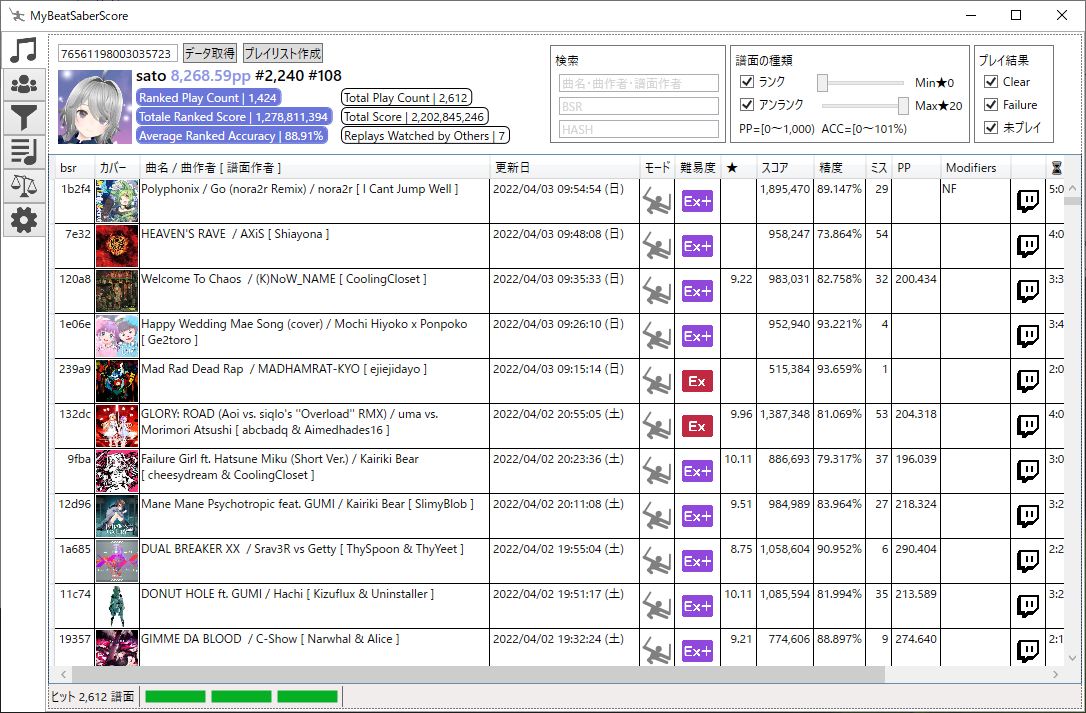 MyBeatSaberScore
76561198003035723 データ取得 プレイリスト作成
sato 8,268.59pp #2,240 #108
Ranked Play Count | 1,424 Total Play Count | 2,612
Totale Ranked Score | 1,278,811,394 Total Score | 2,202,845,246
Average Ranked Accuracy | 88.91% Replays Watched by Others | 7
検索
曲名・曲作者・譜面作者
BSR
HASH
譜面の種類
ランク Min★0
アンランク Max★20
PP=[0～1,000) ACC=[0～101%)
プレイ結果
Clear
Failure
未プレイ
bsr カバー 曲名 / 曲作者 [ 譜面作者 ] 更新日 モード 難易度 ★ スコア 精度 ミス PP Modifiers
1b2f4 Polyphonix / Go (nora2r Remix) / nora2r [ I Cant Jump Well ] 2022/04/03 09:54:54 (日) Ex+ 1,895,470 89.147% 29 NF 5:0
7e32 HEAVEN'S RAVE / AXiS [ Shiayona ] 2022/04/03 09:48:08 (日) Ex+ 958,247 73.864% 54 4:0
120a8 Welcome To Chaos / (K)NoW_NAME [ CoolingCloset ] 2022/04/03 09:35:33 (日) Ex+ 9.22 983,031 82.758% 32 200.434 3:3
1e06e Happy Wedding Mae Song (cover) / Mochi Hiyoko x Ponpoko 2022/04/03 09:26:10 (日) Ex+ 952,940 93.221% 4 3:4
[ Ge2toro ]
239a9 Mad Rad Dead Rap / MADHAMRAT-KYO [ ejiejidayo ] 2022/04/03 09:15:14 (日) Ex 515,384 93.659% 1 2:0
132dc GLORY: ROAD (Aoi vs. siqlo's "Overload" RMX) / uma vs. 2022/04/02 20:55:05 (土) Ex 9.96 1,387,348 81.069% 53 204.318 4:0
Morimori Atsushi [ abcbadq & Aimedhades16 ]
9fba Failure Girl ft. Hatsune Miku (Short Ver.) / Kairiki Bear 2022/04/02 20:23:36 (土) Ex+ 10.11 886,693 79.317% 37 196.039 3:0
[ cheesydream & CoolingCloset ]
12d96 Mane Mane Psychotropic feat. GUMI / Kairiki Bear [ SlimyBlob ] 2022/04/02 20:11:08 (土) Ex+ 9.51 984,989 83.964% 27 218.324 3:2
1a685 DUAL BREAKER XX / Srav3R vs Getty [ ThySpoon & ThyYeet ] 2022/04/02 19:55:04 (土) Ex+ 8.75 1,058,604 90.952% 6 290.404 2:2
11c74 DONUT HOLE ft. GUMI / Hachi [ Kizuflux & Uninstaller ] 2022/04/02 19:51:17 (土) Ex+ 10.11 1,085,594 81.994% 35 213.589 3:2
19357 GIMME DA BLOOD / C-Show [ Narwhal & Alice ] 2022/04/02 19:32:24 (土) Ex+ 9.21 774,606 88.897% 9 274.640 2:1
ヒット 2,612 譜面